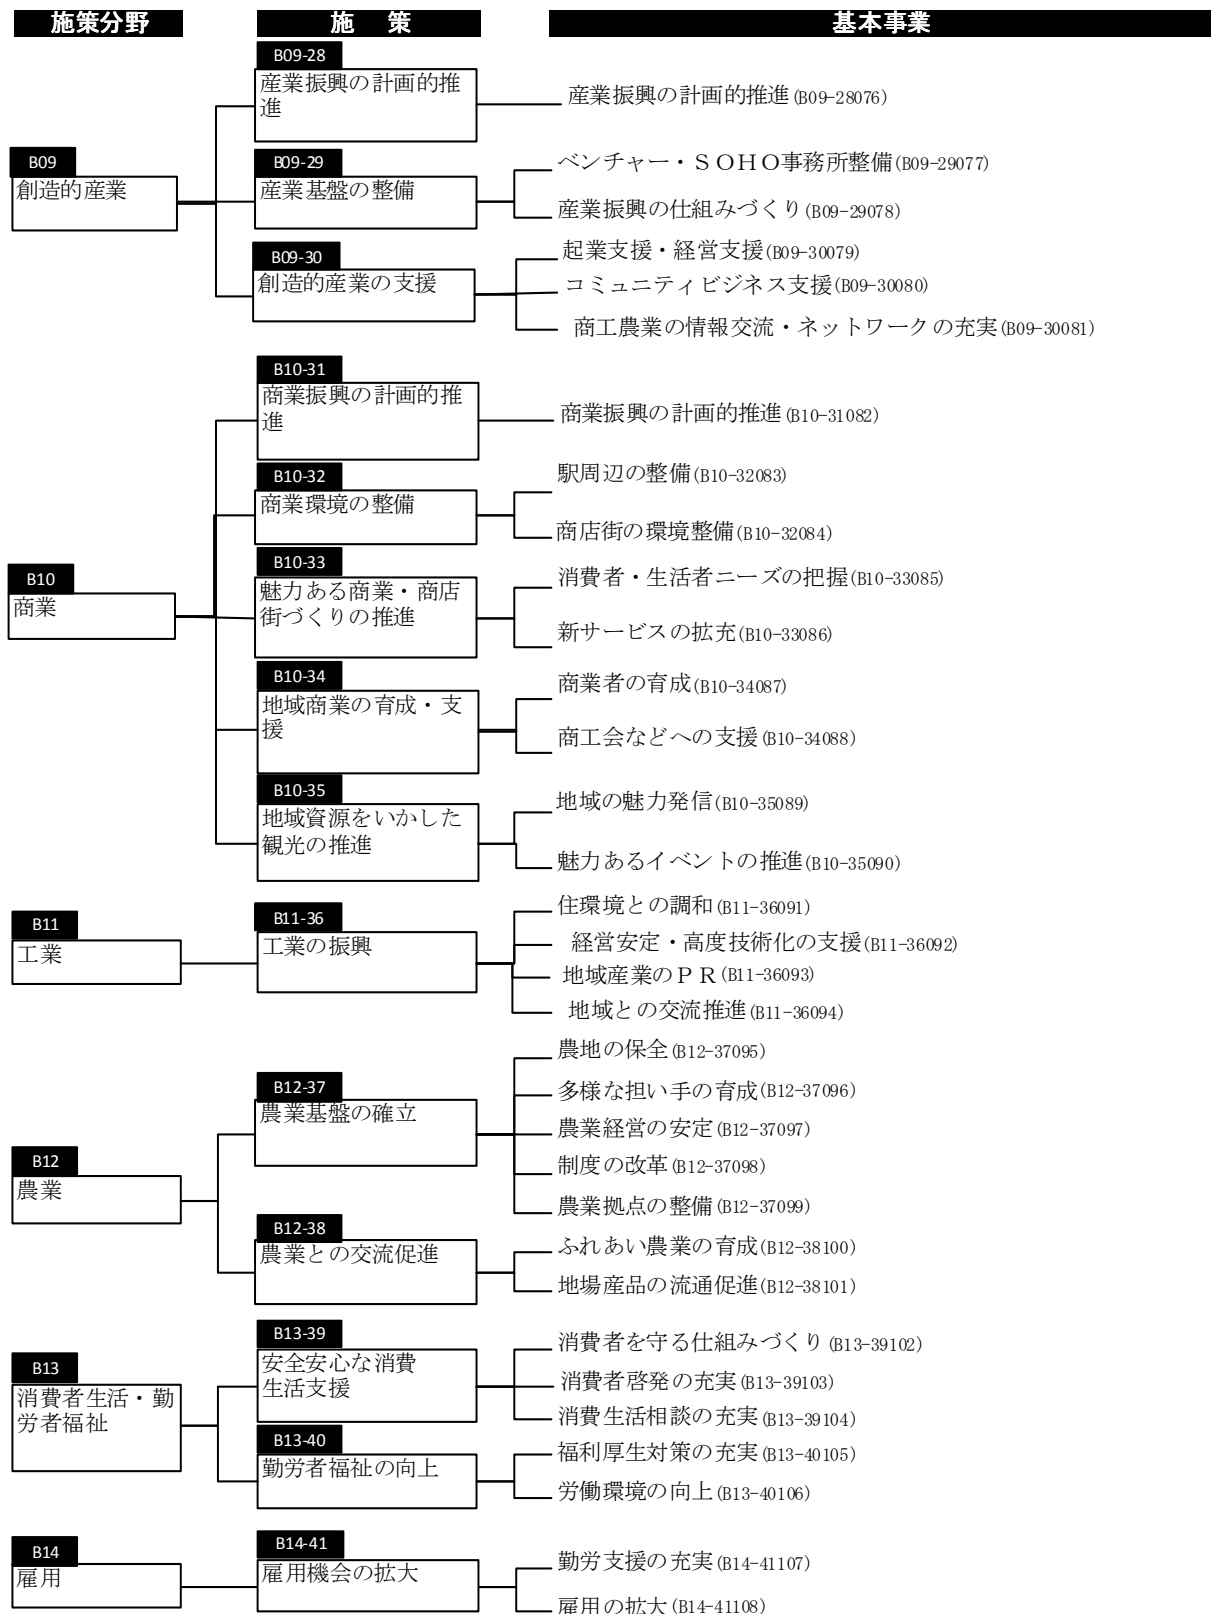 施策分野 施　策 基本事業
B09
創造的産業
B09-28
産業振興の計画的推
進
産業振興の計画的推進(B09-28076)
B09-29
産業基盤の整備
ベンチャー・ＳＯＨＯ事務所整備(B09-29077)
産業振興の仕組みづくり(B09-29078)
B09-30
創造的産業の支援
起業支援・経営支援(B09-30079)
コミュニティビジネス支援(B09-30080)
商工農業の情報交流・ネットワークの充実(B09-30081)
B10
商業
B10-31
商業振興の計画的推
進
商業振興の計画的推進(B10-31082)
B10-32
商業環境の整備
駅周辺の整備(B10-32083)
商店街の環境整備(B10-32084)
B10-33
魅力ある商業・商店
街づくりの推進
消費者・生活者ニーズの把握(B10-33085)
新サービスの拡充(B10-33086)
B10-34
地域商業の育成・支
援
商業者の育成(B10-34087)
商工会などへの支援(B10-34088)
B10-35
地域資源をいかした
観光の推進
地域の魅力発信(B10-35089)
魅力あるイベントの推進(B10-35090)
B11
工業
B11-36
工業の振興
住環境との調和(B11-36091)
経営安定・高度技術化の支援(B11-36092)
地域産業のＰＲ(B11-36093)
地域との交流推進(B11-36094)
B12
農業
B12-37
農業基盤の確立
農地の保全(B12-37095)
多様な担い手の育成(B12-37096)
農業経営の安定(B12-37097)
制度の改革(B12-37098)
農業拠点の整備(B12-37099)
B12-38
農業との交流促進
ふれあい農業の育成(B12-38100)
地場産品の流通促進(B12-38101)
B13
消費者生活・勤
労者福祉
B13-39
安全安心な消費
生活支援
消費者を守る仕組みづくり(B13-39102)
消費者啓発の充実(B13-39103)
消費生活相談の充実(B13-39104)
B13-40
勤労者福祉の向上
福利厚生対策の充実(B13-40105)
労働環境の向上(B13-40106)
B14
雇用
B14-41
雇用機会の拡大
勤労支援の充実(B14-41107)
雇用の拡大(B14-41108)